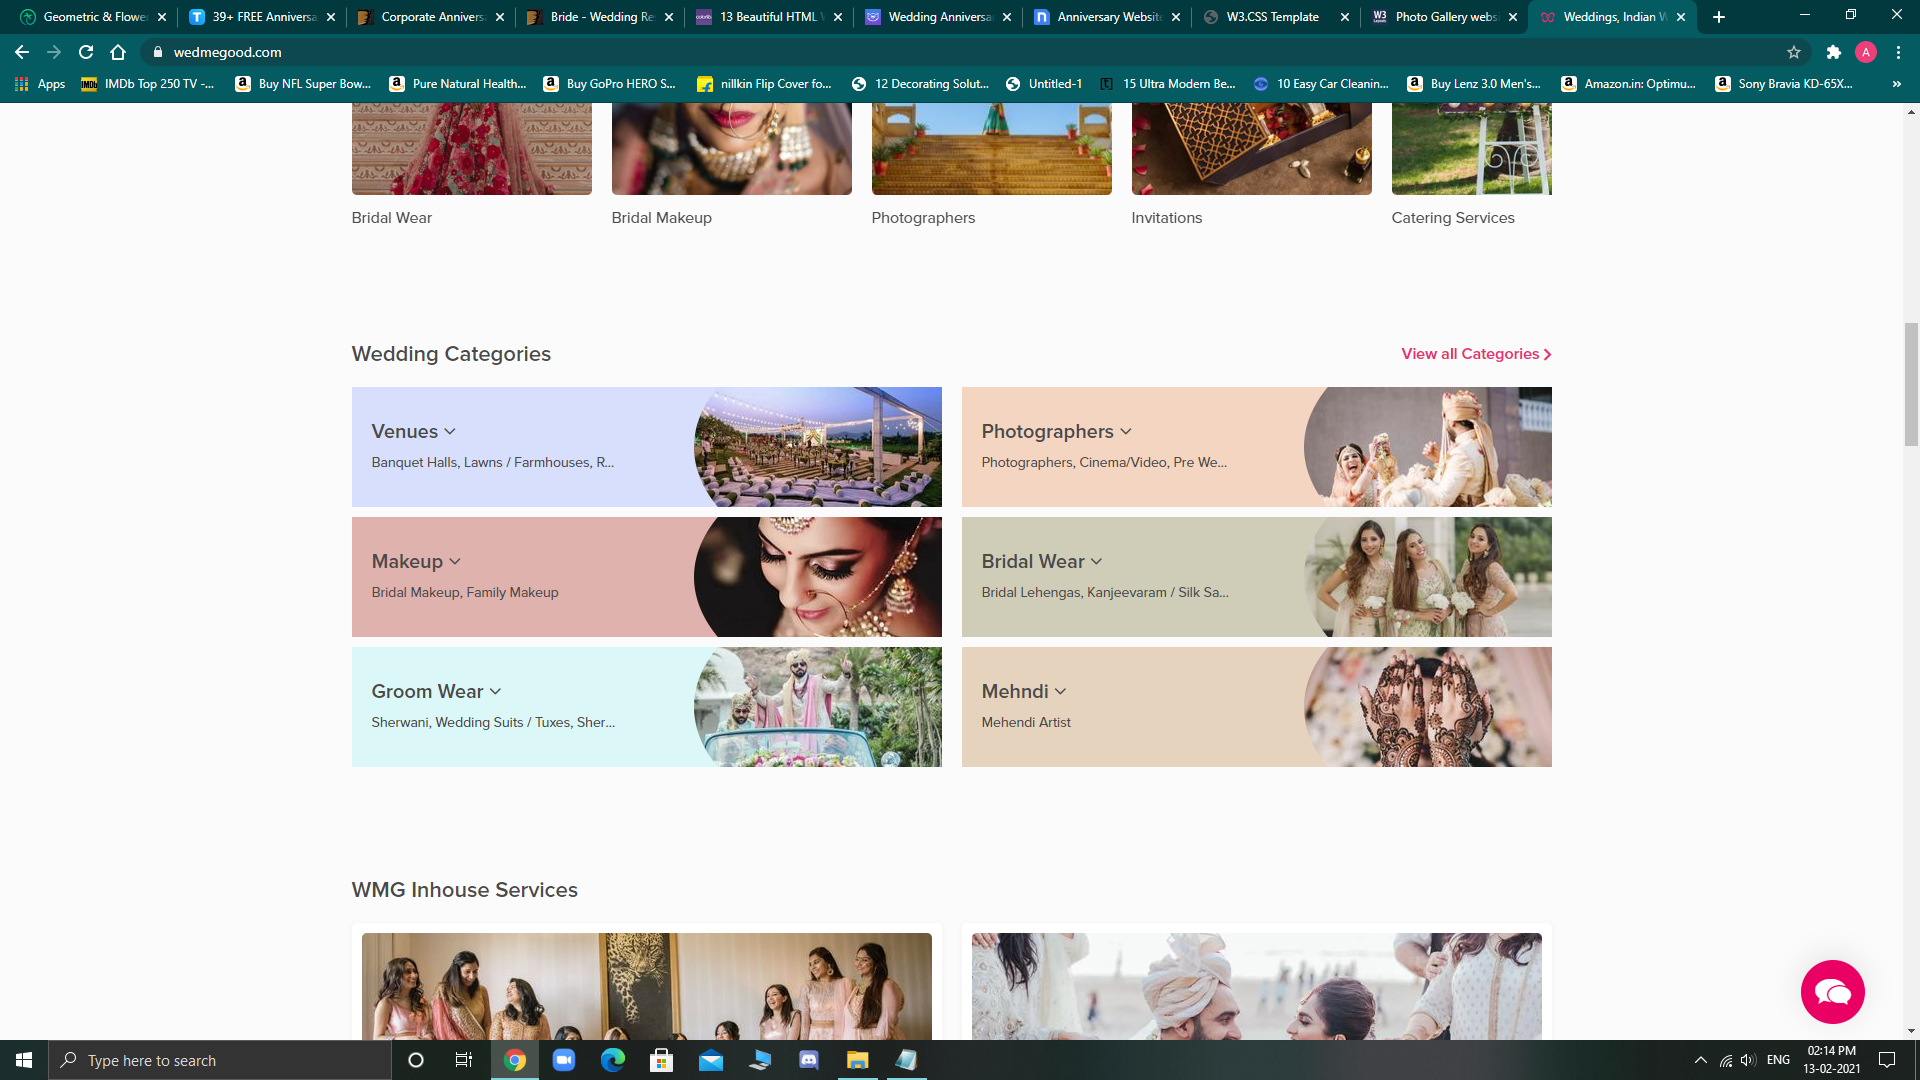 Geometric & Flower
39+ FREE Anniversa
Corporate Annivers
Bride - Wedding Re
13 Beautiful HTML
Wedding Anniversa
Anniversary Website
W3.CSS Template
Photo Gallery webs
Weddings, Indian W
wedmegood.com
Apps
IMDb Top 250 TV -...
Buy NFL Super Bow...
Pure Natural Health...
Buy GoPro HERO S...
nillkin Flip Cover fo...
12 Decorating Solut...
Untitled-1
15 Ultra Modern Be...
10 Easy Car Cleanin...
Buy Lenz 3.0 Men's...
Amazon.in: Optimu...
Sony Bravia KD-65X...
Bridal Wear
Bridal Makeup
Photographers
Invitations
Catering Services
Wedding Categories
View all Categories
Venues
Banquet Halls, Lawns / Farmhouses, R...
Photographers
Photographers, Cinema/Video, Pre We...
Makeup
Bridal Makeup, Family Makeup
Bridal Wear
Bridal Lehengas, Kanjeevaram / Silk Sa...
Groom Wear
Sherwani, Wedding Suits / Tuxes, Sher...
Mehndi
Mehendi Artist
WMG Inhouse Services
Type here to search
ENG
02:14 PM
13-02-2021